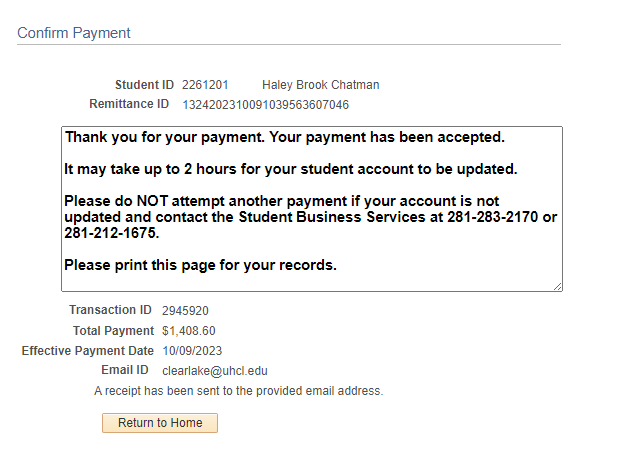 Confirm Payment
Student ID 2261201 Haley Brook Chatman
Remittance ID 1324202310091039563607046
Thank you for your payment. Your payment has been accepted.
It may take up to 2 hours for your student account to be updated.
Please do NOT attempt another payment if your account is not
updated and contact the Student Business Services at 281-283-2170 or
281-212-1675.
Please print this page for your records.
Transaction ID 2945920
Total Payment $1,408.60
Effective Payment Date 10/09/2023
Email ID clearlake@uhcl.edu
A receipt has been sent to the provided email address.
Return to Home